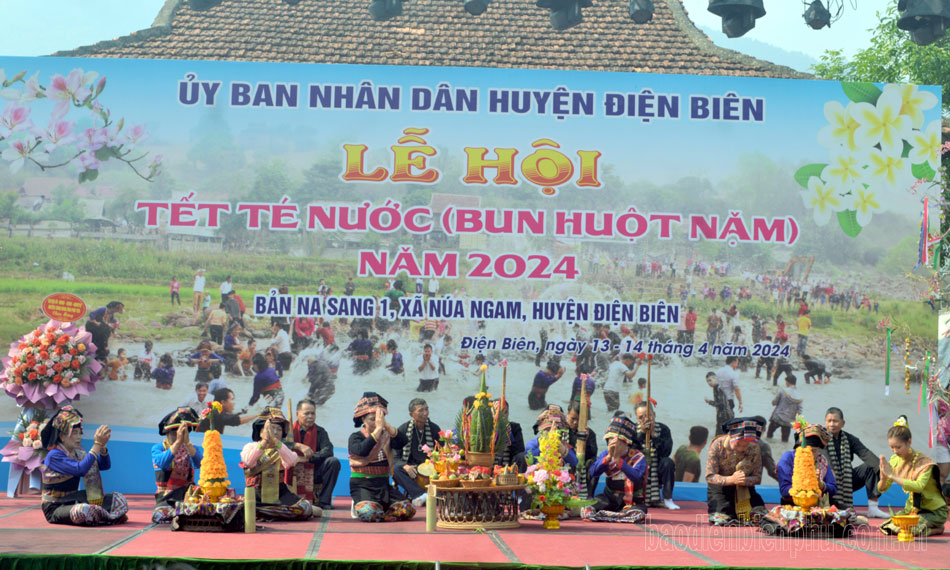 ỦY BAN NHÂN DÂN HUYỆN ĐIỆN BIÊN
LỄ HỘI
TẾT TÉ NƯỚC (BUN HUỘT NẶM)
NĂM 2024
BẢN NA SANG 1, XÃ NÚA NGAM, HUYỆN ĐIỆN BIÊN
Điện Biên, ngày 13 - 14 tháng 4 năm 2024
baodienbienphu.com.vn